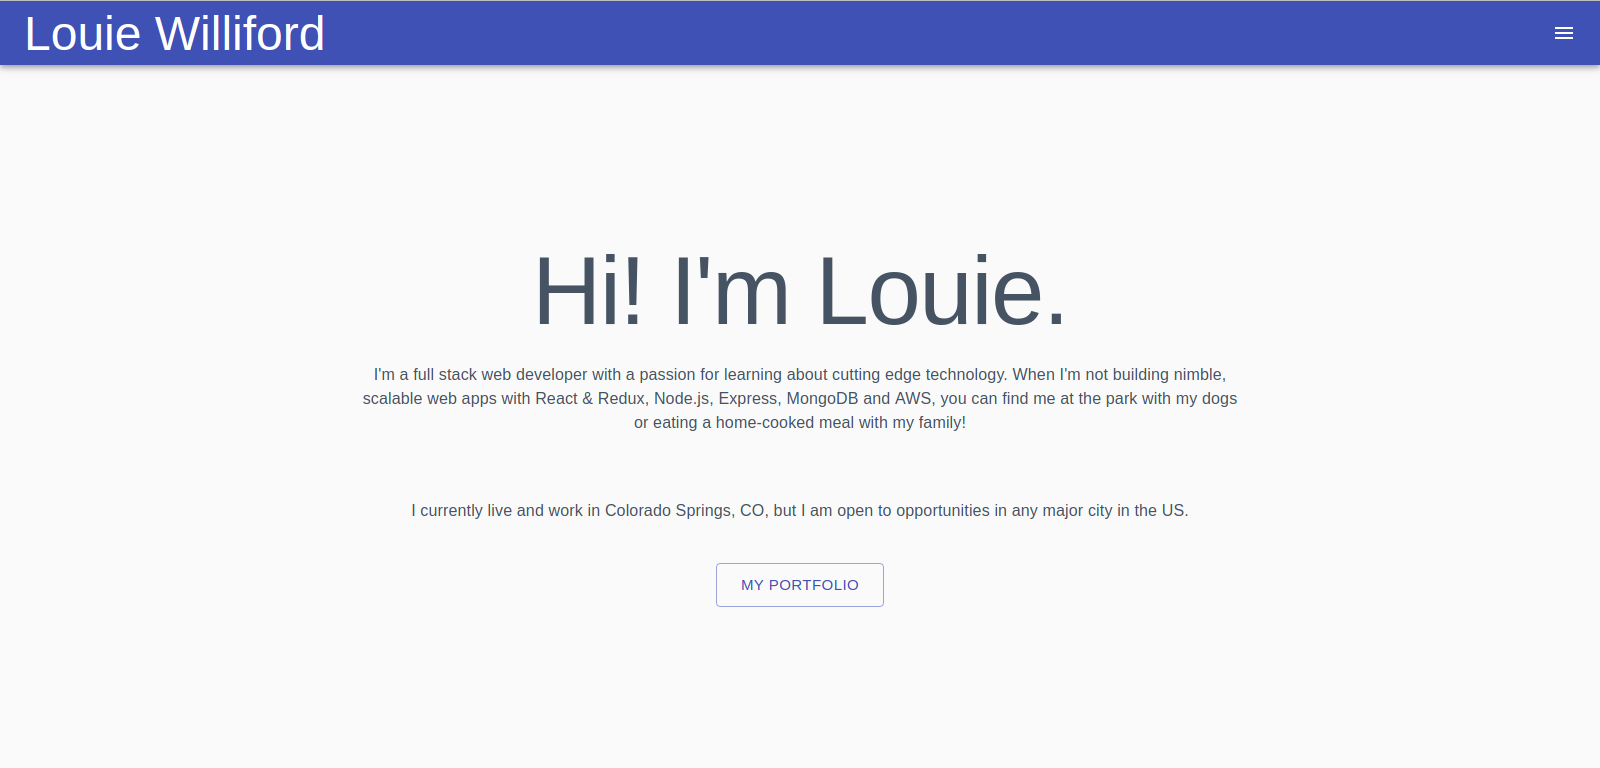 Louie Williford
Hi! I'm Louie.
I'm a full stack web developer with a passion for learning about cutting edge technology. When I'm not building nimble,
scalable web apps with React & Redux, Node.js, Express, MongoDB and AWS, you can find me at the park with my dogs
or eating a home-cooked meal with my family!
I currently live and work in Colorado Springs, CO, but I am open to opportunities in any major city in the US.
MY PORTFOLIO